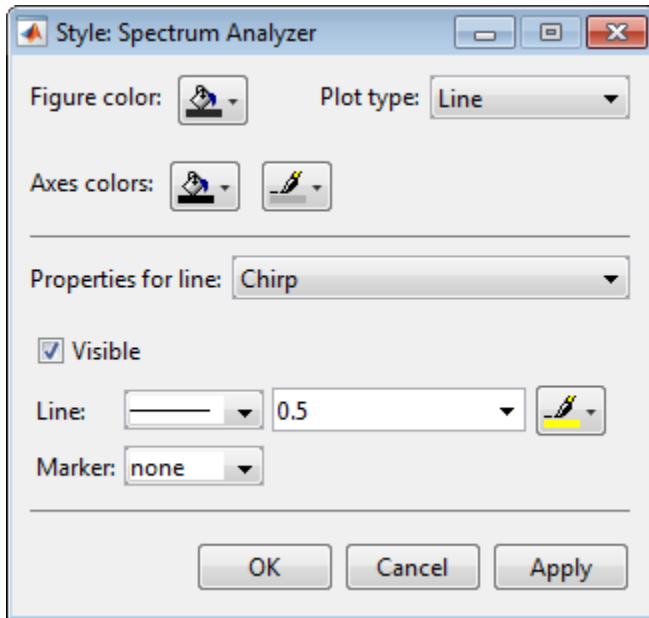 Style: Spectrum Analyzer
Figure color:
Plot type: Line
Axes colors:
Properties for line: Chirp
Visible
Line: 0.5
Marker: none
OK Cancel Apply